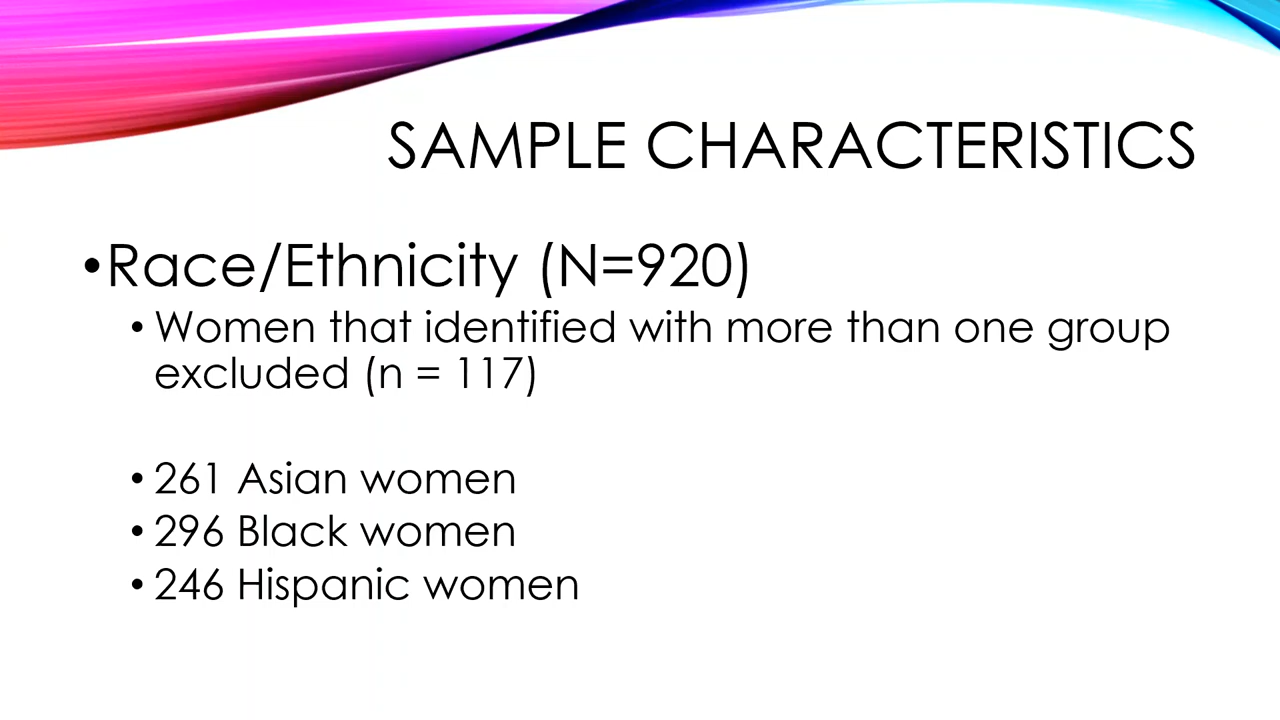 SAMPLE CHARACTERISTICS
•Race/Ethnicity (N=920)
• Women that identified with more than one group
excluded (n = 117)
• 261 Asian women
• 296 Black women
• 246 Hispanic women